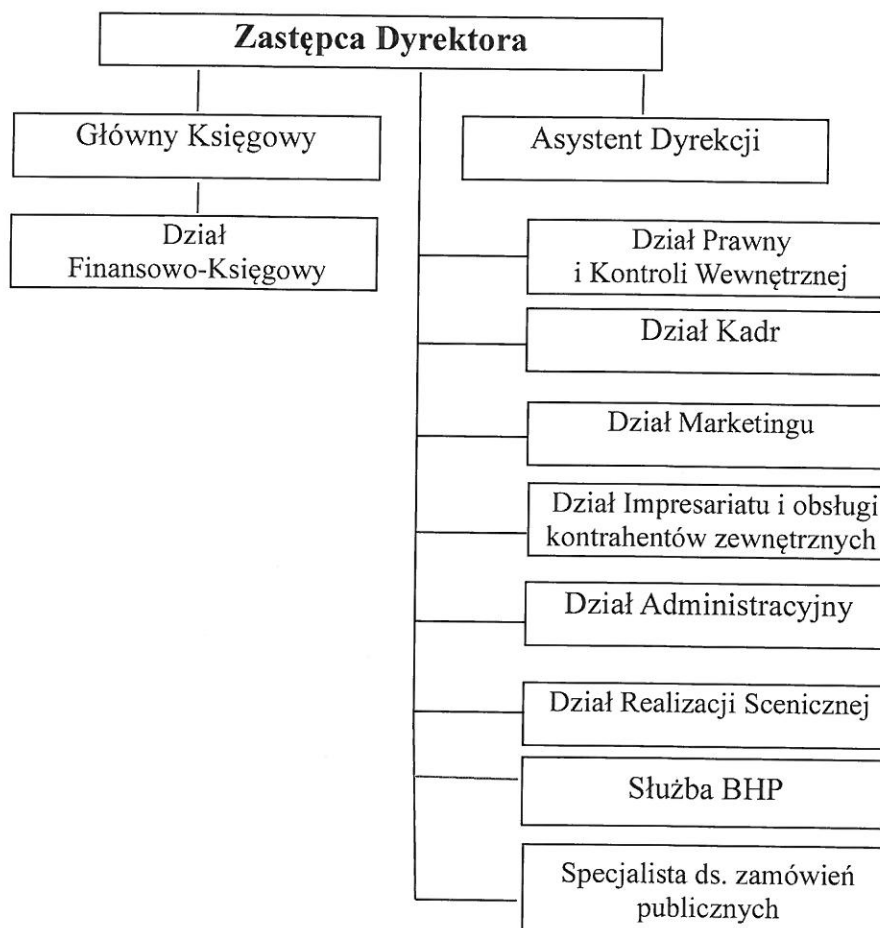 Zastępca Dyrektora
Główny Księgowy
Asystent Dyrekcji
Dział
Finansowo-Księgowy
Dział Prawny
i Kontroli Wewnętrznej
Dział Kadr
Dział Marketingu
Dział Impresariatu i obsługi
kontrahentów zewnętrznych
Dział Administracyjny
Dział Realizacji Scenicznej
Służba BHP
Specjalista ds. zamówień
publicznych